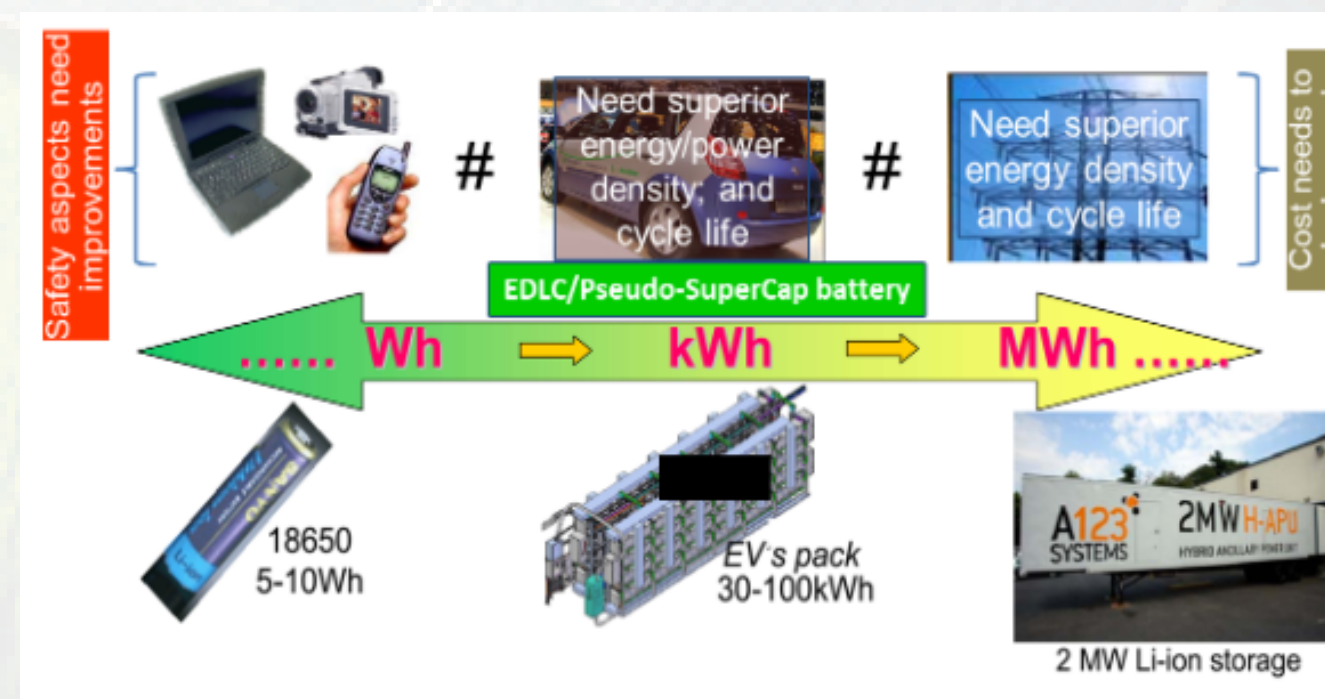 Safety aspects need
improvements
#
Need superior
energy/power
density; and
cycle life
#
Need superior
energy density
and cycle life
Cost needs to
EDLC/Pseudo-SuperCap battery
...... Wh
kWh
MWh ......
SANYO
Li-ion
18650
5-10Wh
EV's pack
30-100kWh
A123
SYSTEMS
2MW H-APU
HYBRID ANCILLARY POWER UNIT
2 MW Li-ion storage